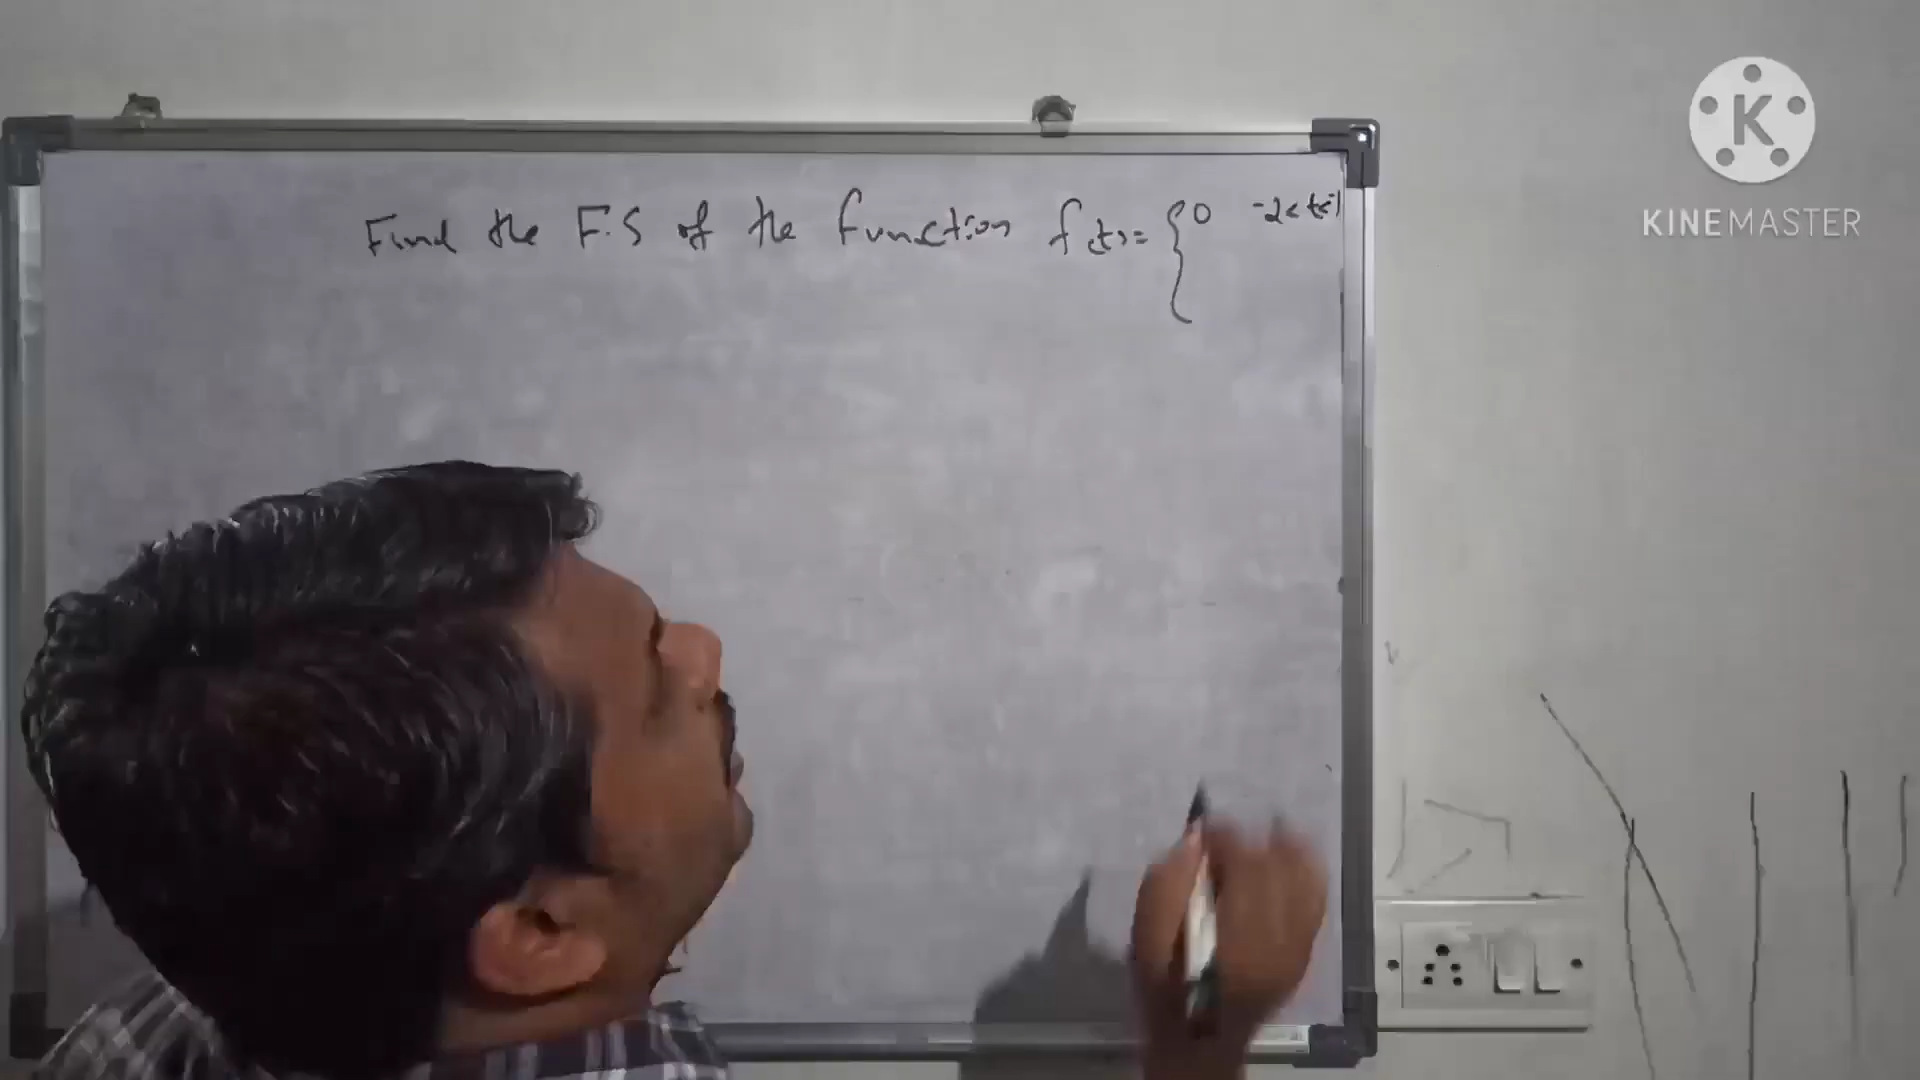 Find the F.S of the function f(t)= { 0 -2<t<-1
K
KINEMASTER